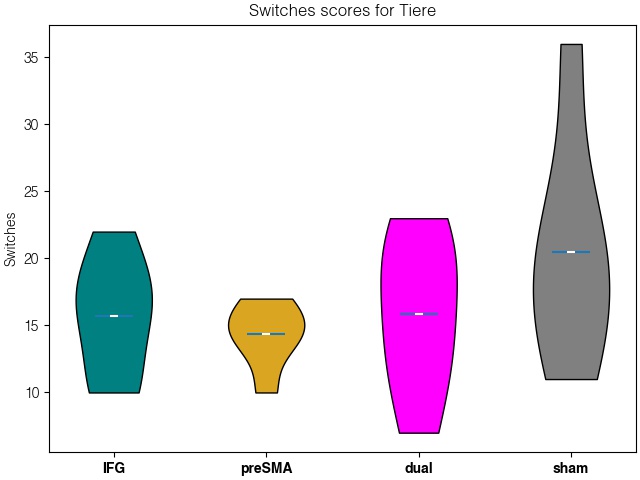 Switches scores for Tiere
35
30
25
20
15
10
Switches
IFG
preSMA
dual
sham